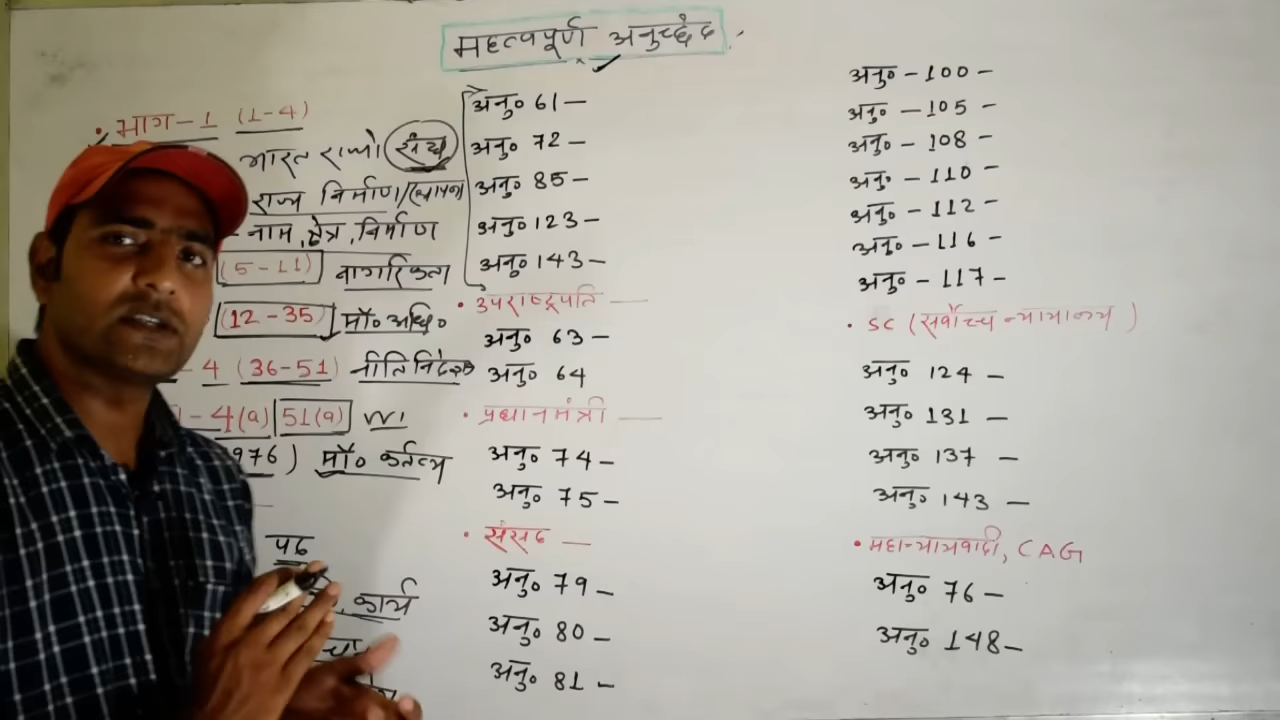 महत्वपूर्ण अनुच्छेद
• भाग-1 (1-4)
भारत राज्यो संघ
राज्य निर्माण/स्थापना
- नाम, क्षेत्र, निर्माण
(5-11) नागरिकता
(12-35) मॉ० अधि०
- 4 (36-51) नीति निदेशक
- 4(a) 51(a)
976) मॉ० कर्तव्य
पद
कार्य
अनु० 61-
अनु० 72-
अनु० 85-
अनु० 123-
अनु० 143-
• उपराष्ट्रपति -
अनु० 63-
अनु० 64
• प्रधानमंत्री -
अनु० 74-
अनु० 75-
• संसद -
अनु० 79-
अनु० 80-
अनु० 81-
अनु० - 100 -
अनु० - 105 -
अनु० - 108 -
अनु० - 110 -
अनु० - 112 -
अनु० - 116 -
अनु० - 117 -
• SC (सर्वोच्च न्यायालय)
अनु० 124 -
अनु० 131 -
अनु० 137 -
अनु० 143 -
• महान्यायवादी, CAG
अनु० 76 -
अनु० 148 -